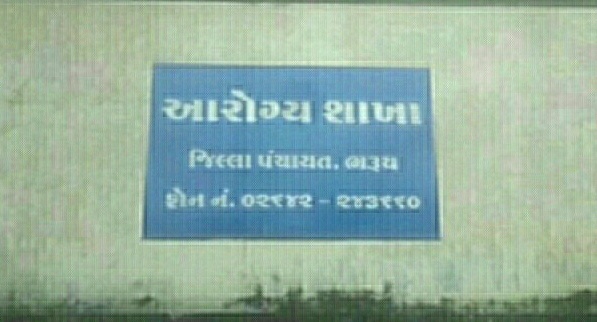 આરોગ્ય શાખા
જિલ્લા પંચાયત. ભરૂચ
ફોન નં. ૦૨૬૪૨ - ૨૪૩૬૬૦